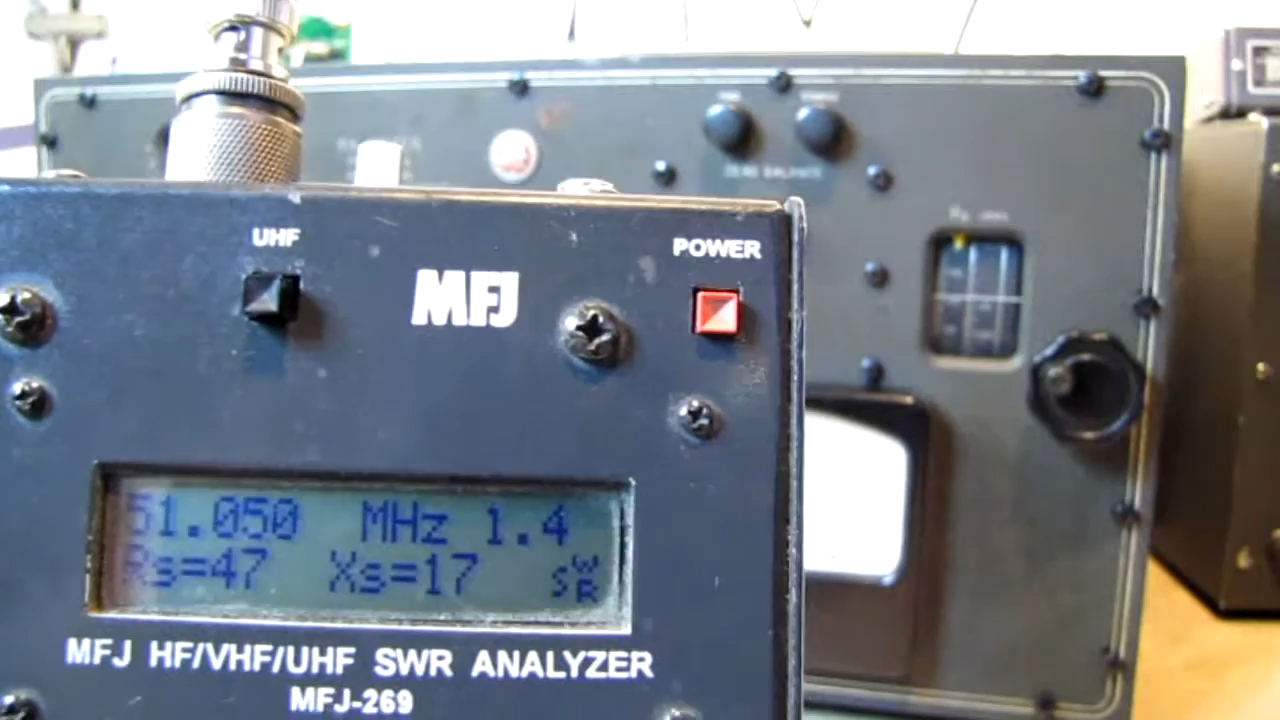 ZERO BALANCE
UHF
MFJ
POWER
51.050 MHz 1.4
Rs=47 Xs=17 SWR
MFJ HF/VHF/UHF SWR ANALYZER
MFJ-269